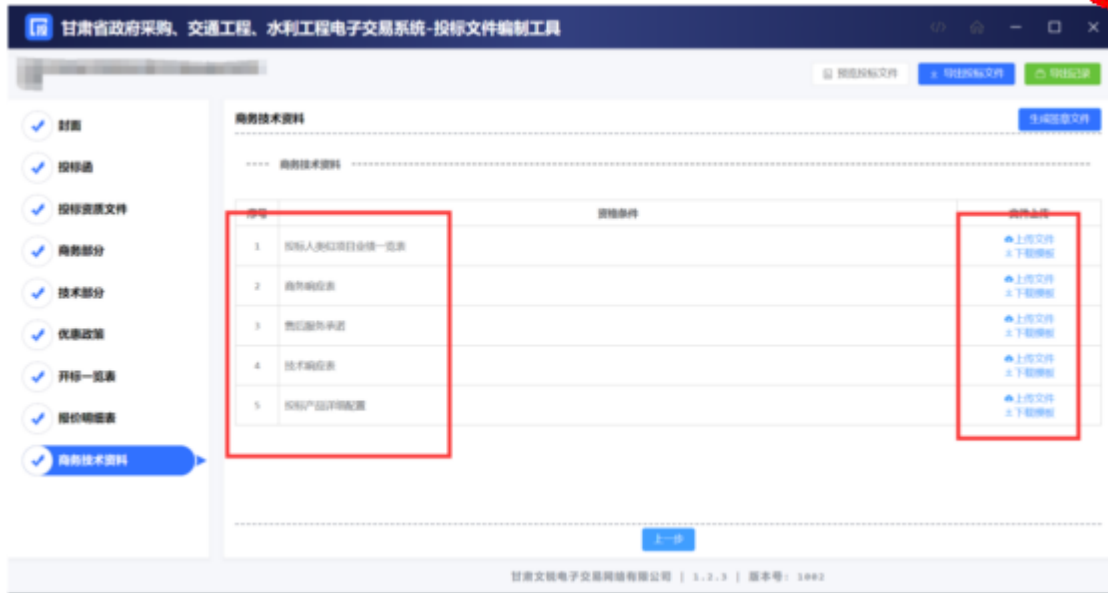 甘肃省政府采购、交通工程、水利工程电子交易系统-投标文件编制工具
预览投标文件
导出投标文件
导出记录
封面
投标函
投标资质文件
商务部分
技术部分
优惠政策
开标一览表
报价明细表
商务技术资料
商务技术资料
生成签章文件
商务技术资料
序号 资格条件 文件上传
1 投标人类似项目业绩一览表 上传文件
下载模板
2 商务响应表 上传文件
下载模板
3 售后服务承诺 上传文件
下载模板
4 技术响应表 上传文件
下载模板
5 投标产品详细配置 上传文件
下载模板
上一步
甘肃文锐电子交易网络有限公司 | 1.2.3 | 版本号: 1002